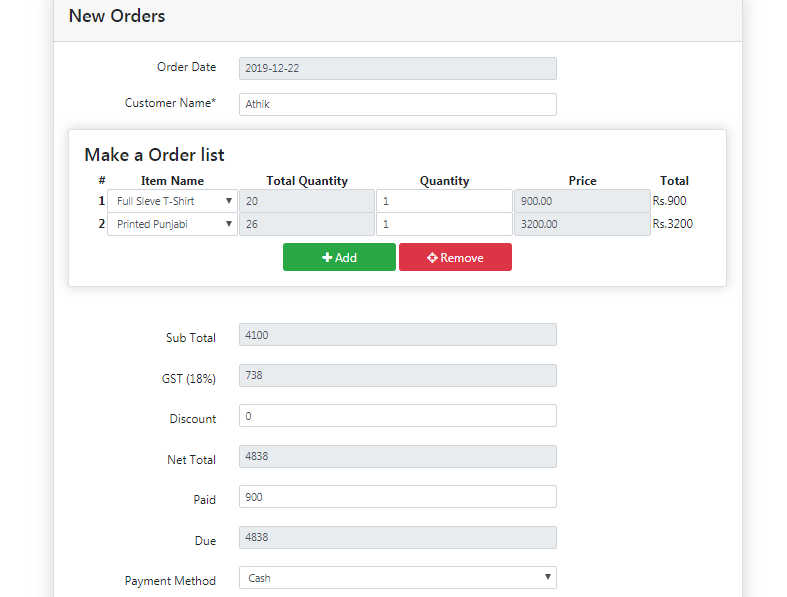 New Orders
Order Date 2019-12-22
Customer Name* Athik
Make a Order list
# Item Name Total Quantity Quantity Price Total
1 Full Sleve T-Shirt 20 1 900.00 Rs.900
2 Printed Punjabi 26 1 3200.00 Rs.3200
Add Remove
Sub Total 4100
GST (18%) 738
Discount 0
Net Total 4838
Paid 900
Due 4838
Payment Method Cash